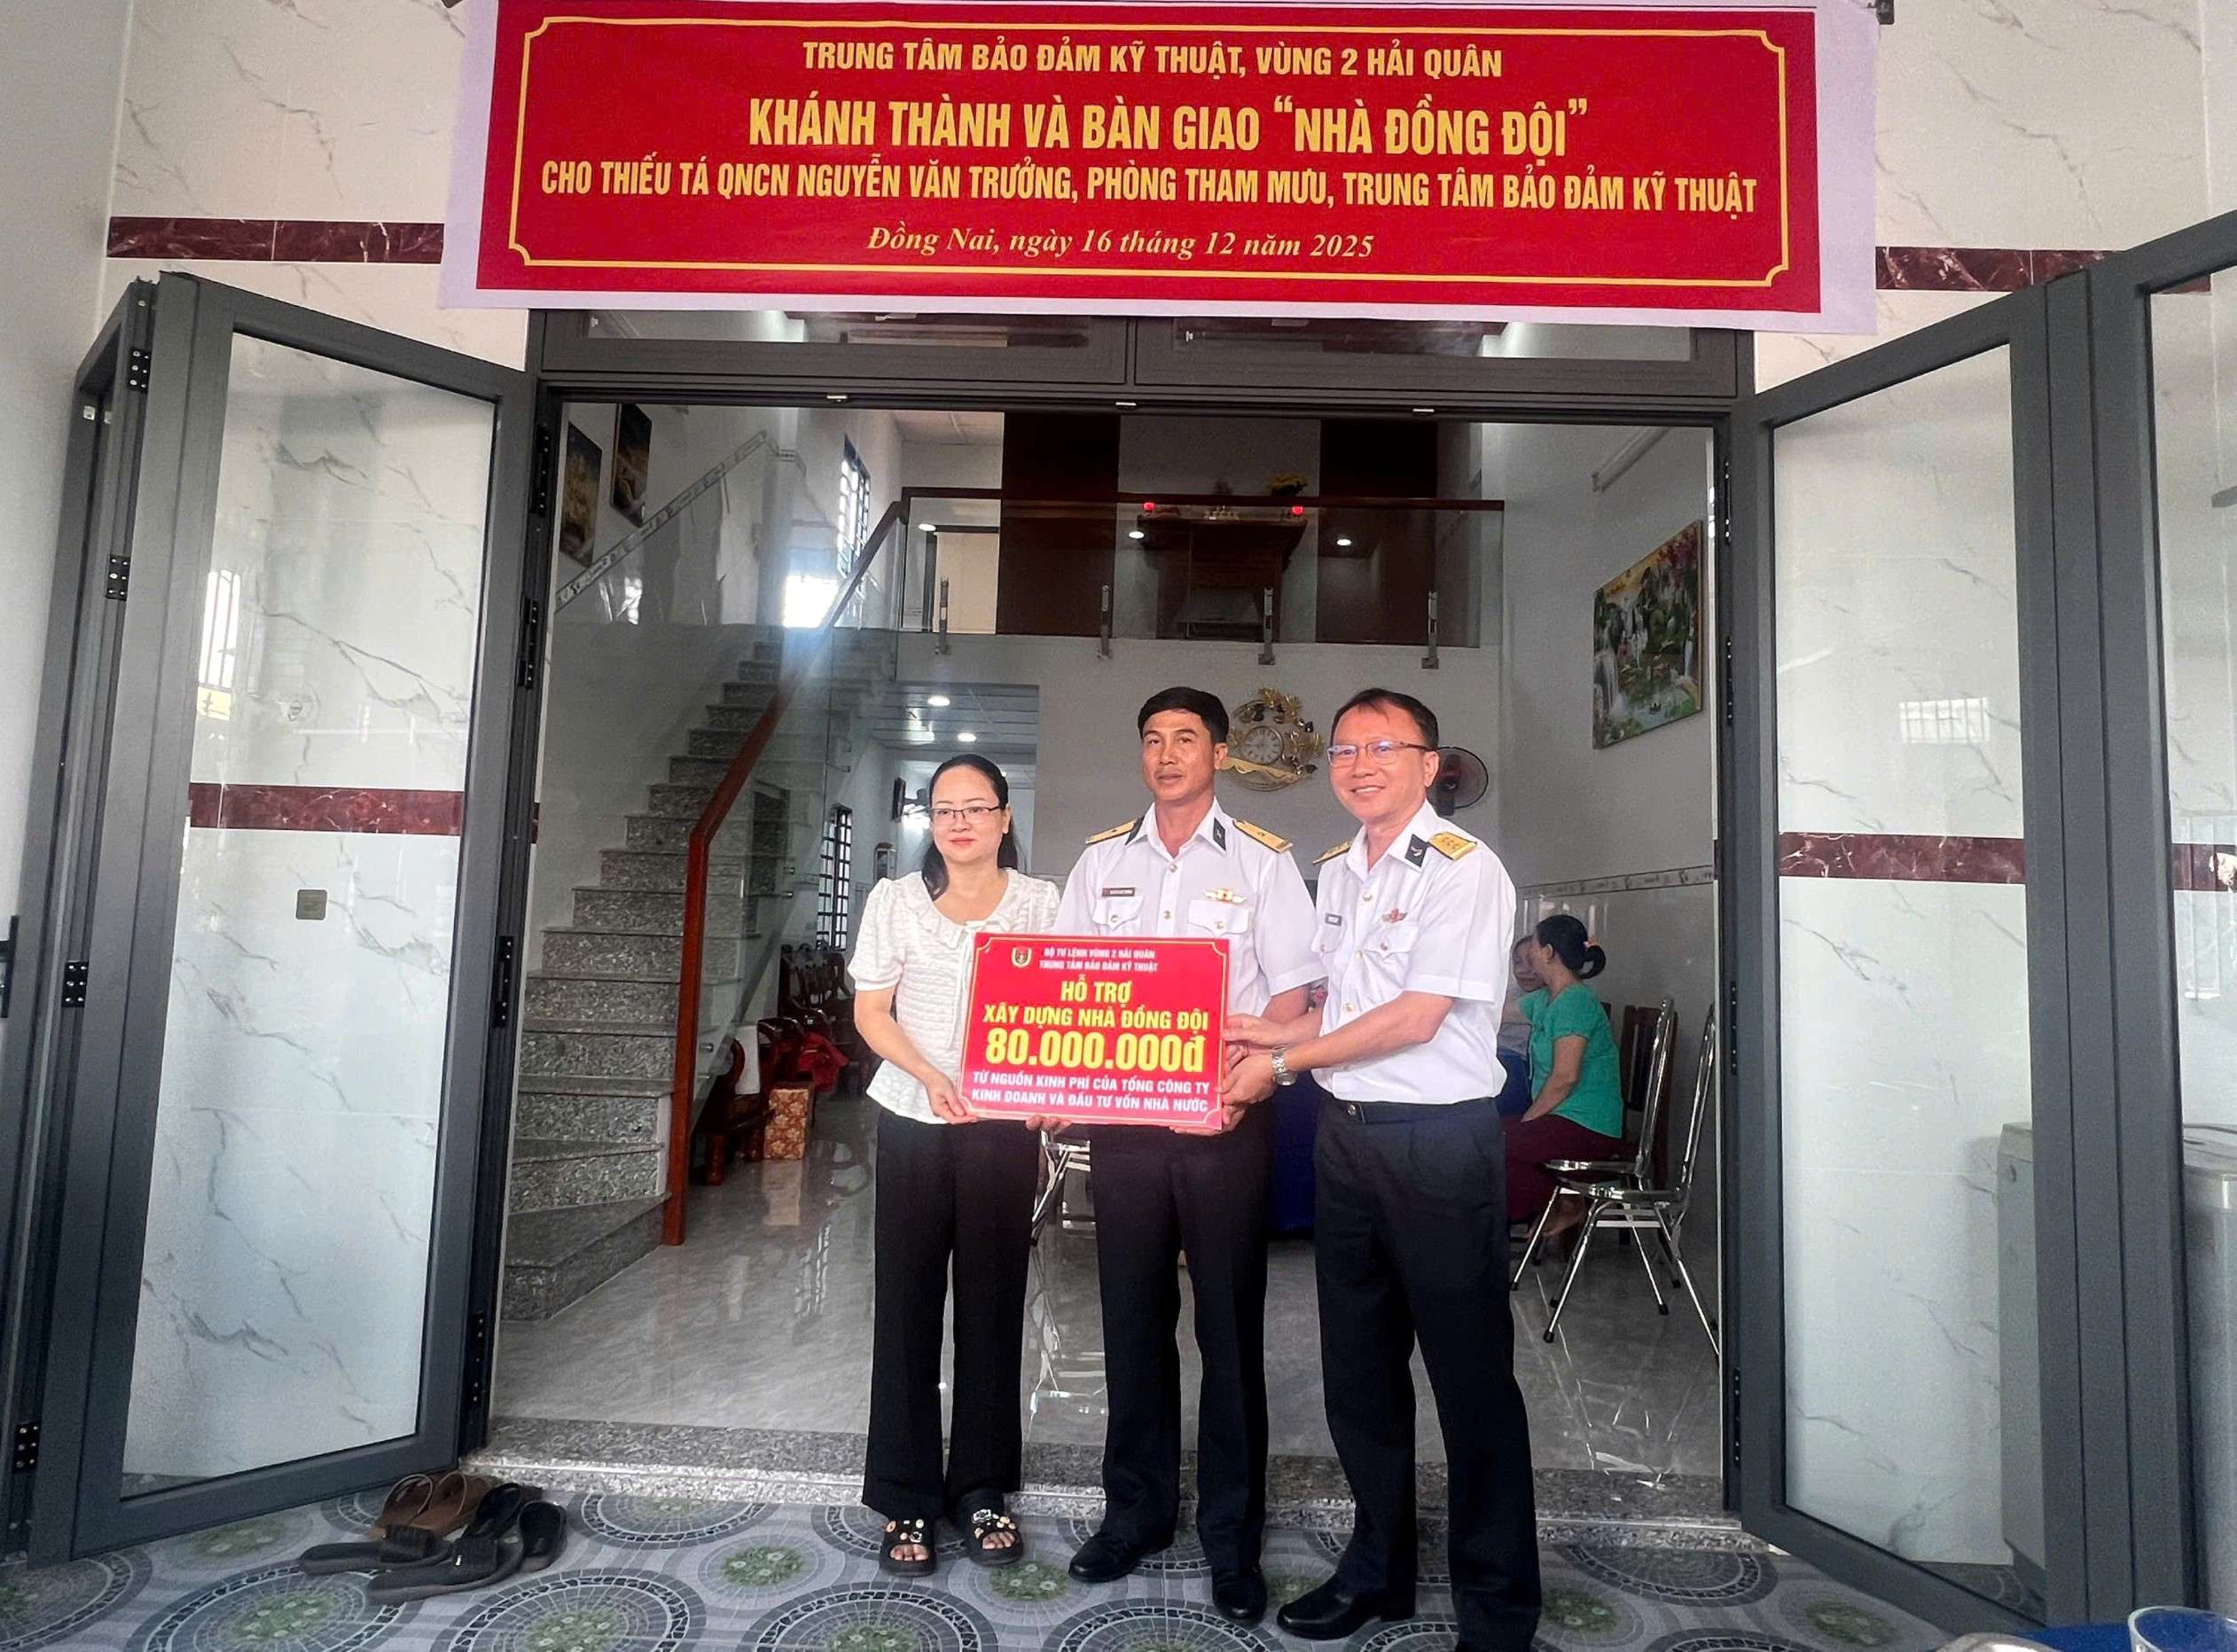 TRUNG TÂM BẢO ĐẢM KỸ THUẬT, VÙNG 2 HẢI QUÂN
KHÁNH THÀNH VÀ BÀN GIAO “NHÀ ĐỒNG ĐỘI”
CHO THIẾU TÁ QNCN NGUYỄN VĂN TRƯỞNG, PHÒNG THAM MƯU, TRUNG TÂM BẢO ĐẢM KỸ THUẬT
Đồng Nai, ngày 16 tháng 12 năm 2025
BỘ TƯ LỆNH VÙNG 2 HẢI QUÂN
TRUNG TÂM BẢO ĐẢM KỸ THUẬT
HỖ TRỢ
XÂY DỰNG NHÀ ĐỒNG ĐỘI
80.000.000đ
TỪ NGUỒN KINH PHÍ CỦA TỔNG CÔNG TY
KINH DOANH VÀ ĐẦU TƯ VỐN NHÀ NƯỚC